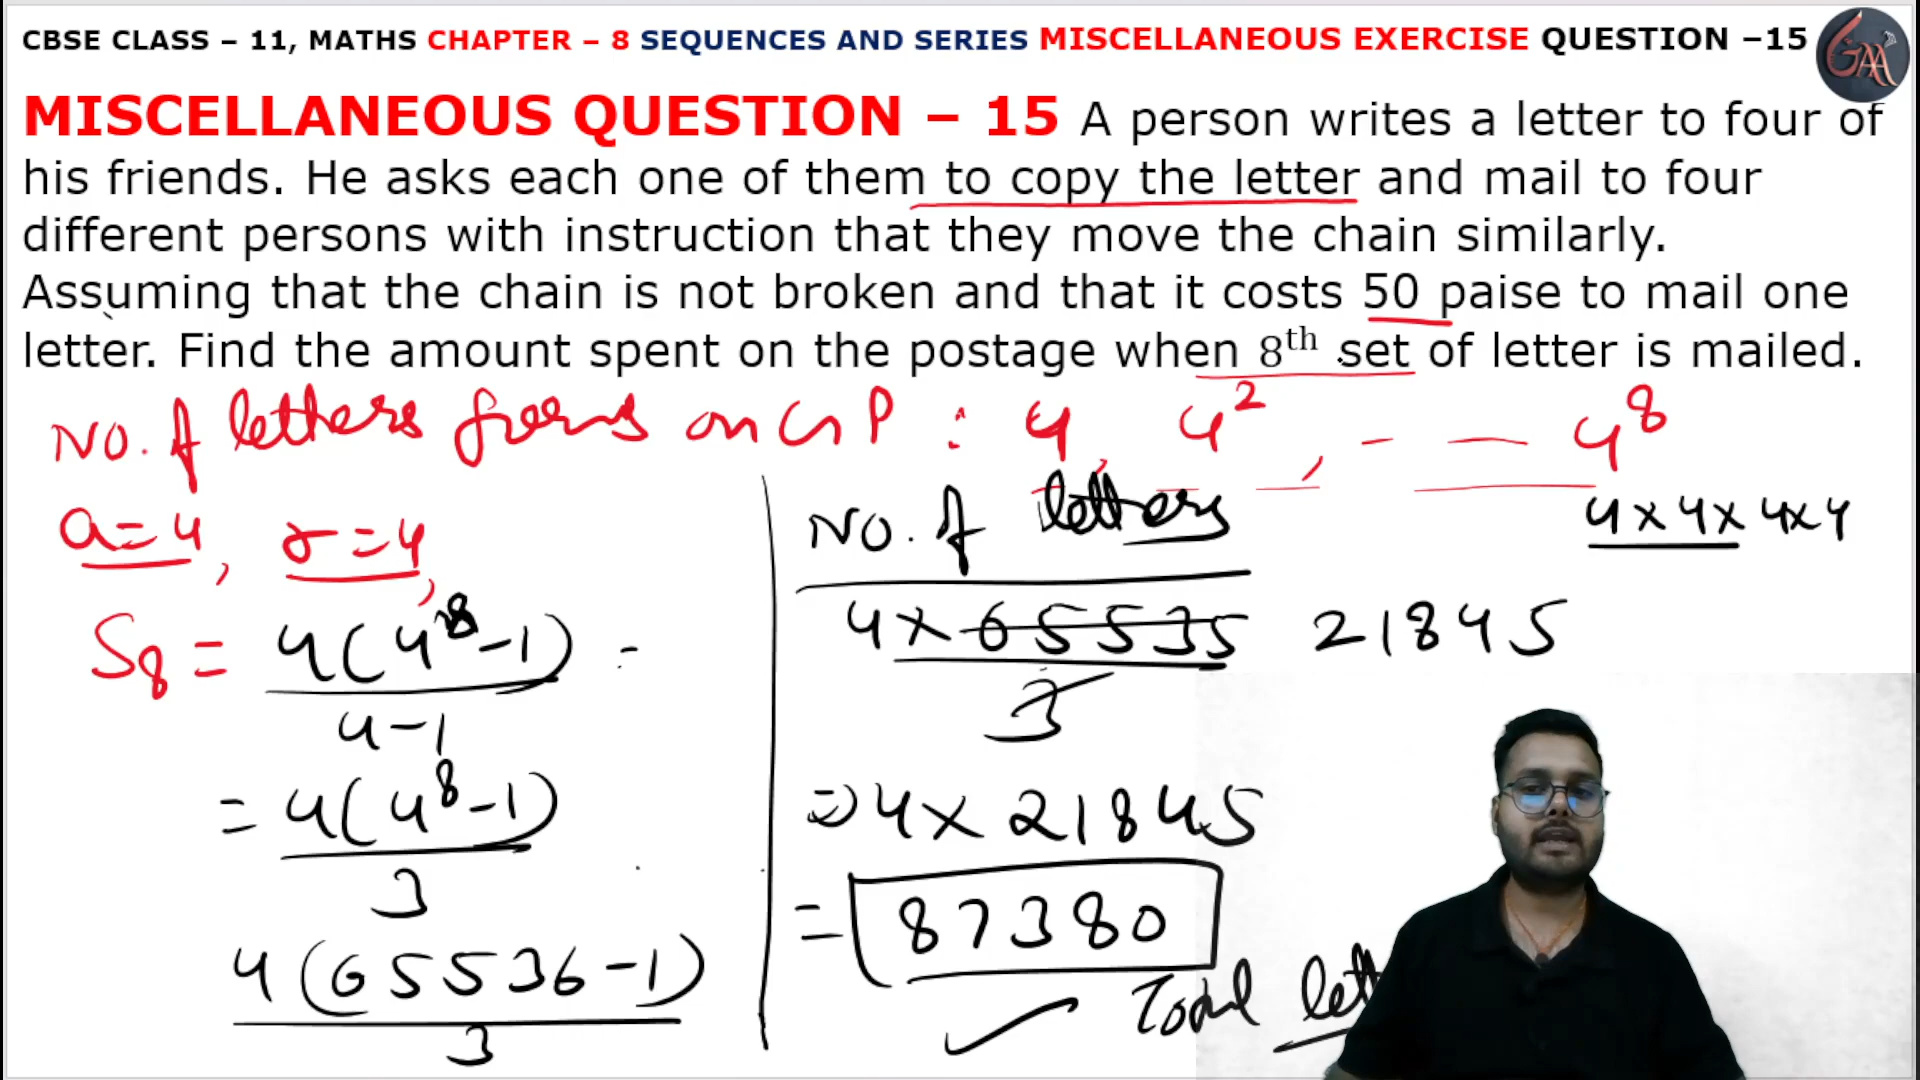 CBSE CLASS – 11, MATHS CHAPTER – 8 SEQUENCES AND SERIES MISCELLANEOUS EXERCISE QUESTION –15
MISCELLANEOUS QUESTION – 15 A person writes a letter to four of
his friends. He asks each one of them to copy the letter and mail to four
different persons with instruction that they move the chain similarly.
Assuming that the chain is not broken and that it costs 50 paise to mail one
letter. Find the amount spent on the postage when 8th set of letter is mailed.
No. of letters forms an GP : 4, 4², - — 4⁸
a=4, r=4,
S₈ = 4(4⁸-1) =
4-1
= 4(4⁸-1)
3
4(65536-1)
3
No. of letters
4×65535 21845
3
⇒ 4×21845
= 87380
Total
4×4×4×4